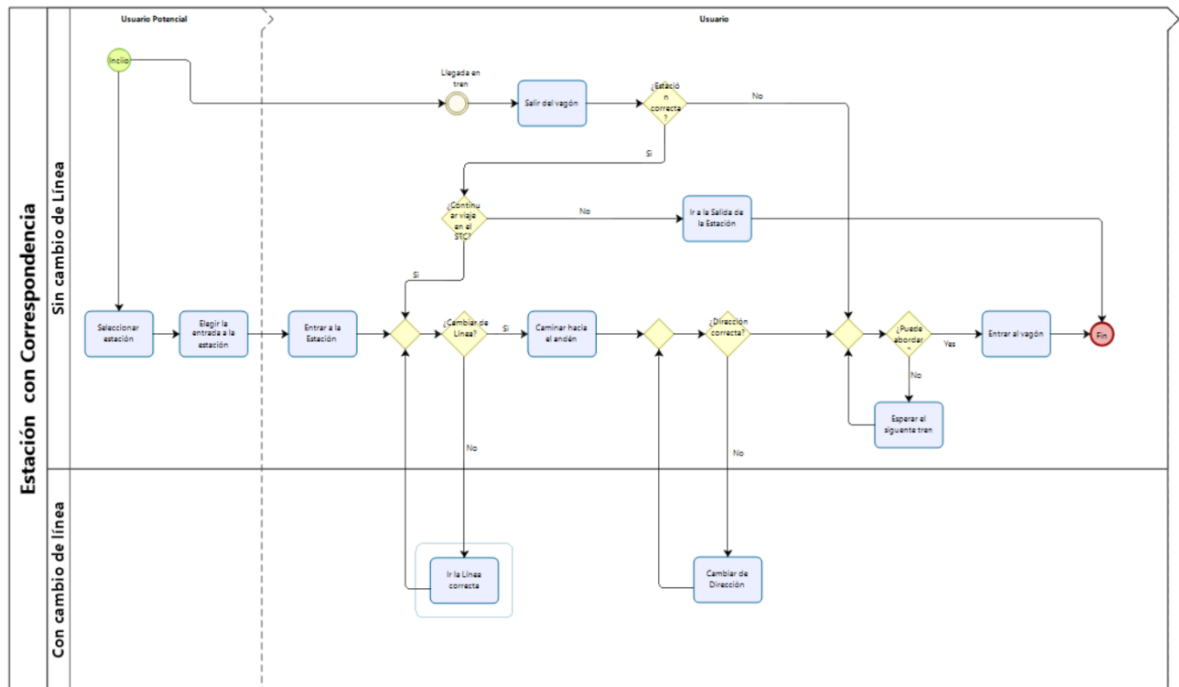 Estación con Correspondencia
Sin cambio de Línea
Con cambio de línea
Usuario Potencial
Usuario
Inciio
Llegada en
tren
Salir del vagón
¿Estació
n
correcta
?
No
Si
¿Continu
ar viaje
en el
STC?
No
Ir a la Salida de
la Estación
Si
Seleccionar
estación
Elegir la
entrada a la
estación
Entrar a la
Estación
¿Cambiar de
Línea?
Si
Caminar hacia
el andén
¿Dirección
correcta?
¿Puede
abordar
Yes
Entrar al vagón
Fin
No
Esperar el
siguiente tren
No
No
Ir la Línea
correcta
Cambiar de
Dirección